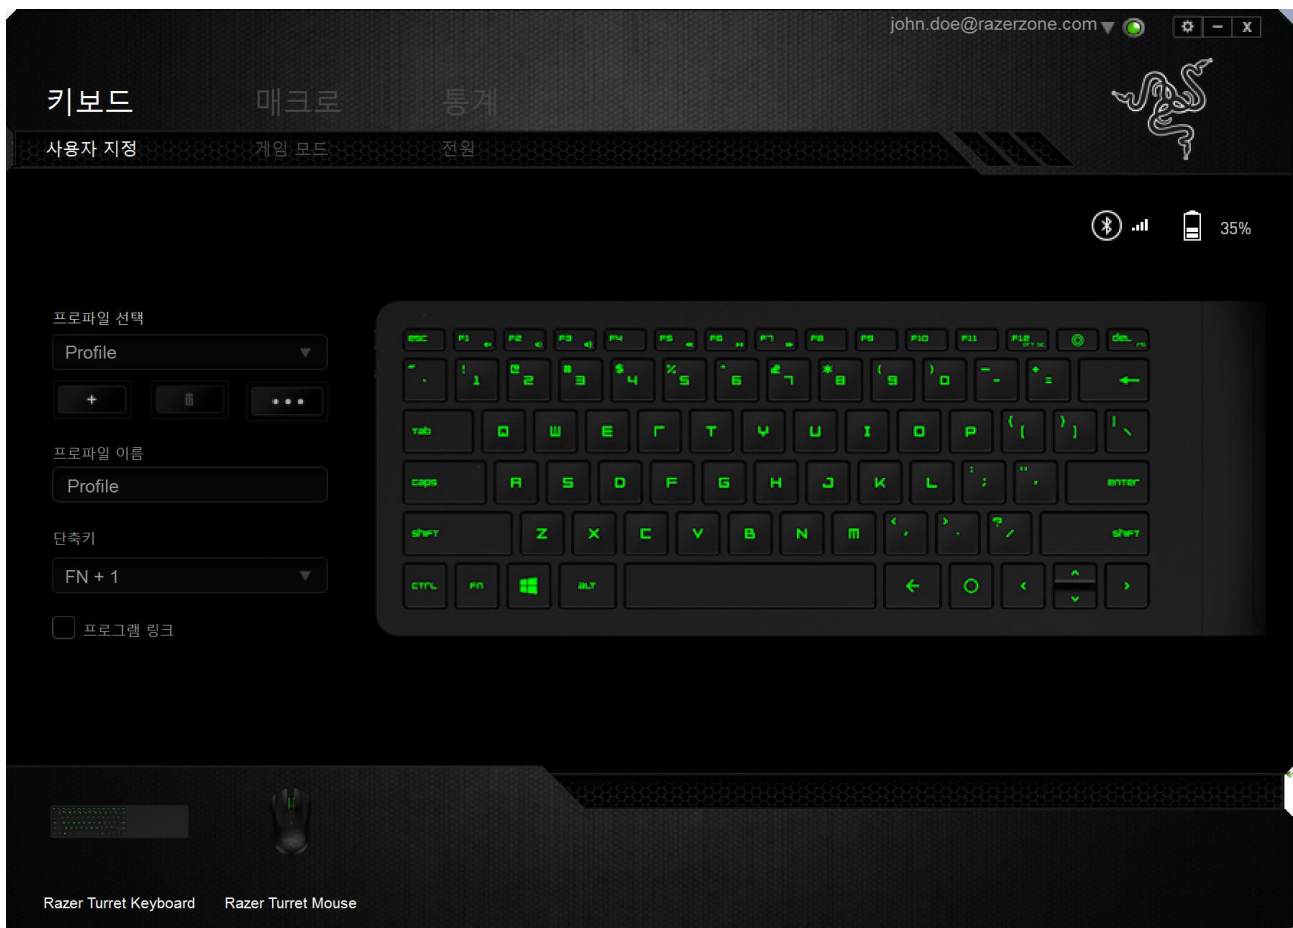 john.doe@razerzone.com
키보드 매크로 통계
사용자 지정 게임 모드 전원
35%
프로파일 선택
Profile
+
프로파일 이름
Profile
단축키
FN + 1
프로그램 링크
esc F1 F2 F3 F4 F5 F6 F7 F8 F9 F10 F11 F12 del
! 1 2 # 3 $ 4 % 5 ^ 6 7 * 8 ( 9 ) 0 - + =
Tab Q W E r T Y U I O P { [ } ] | \
caps A S D F G H J K L : ; " ' enter
shift Z X C V B N m < , > . ? / shift
CTRL Fn ALT
Razer Turret Keyboard Razer Turret Mouse